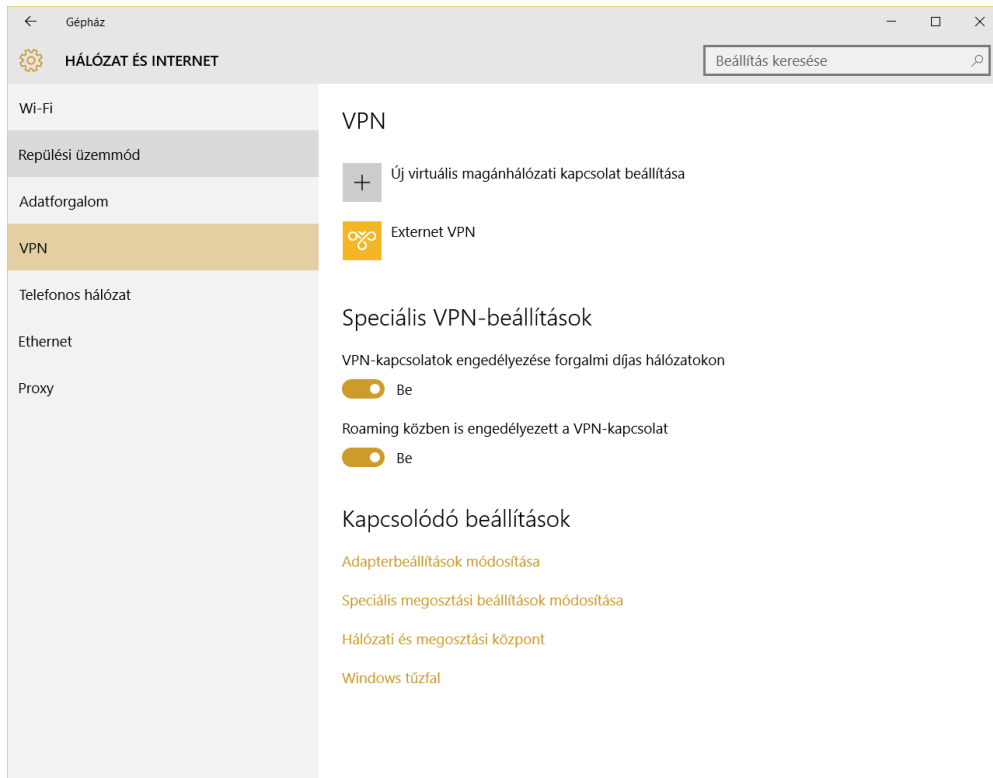 Gépház
HÁLÓZAT ÉS INTERNET
Beállítás keresése
Wi-Fi
Repülési üzemmód
Adatforgalom
VPN
Telefonos hálózat
Ethernet
Proxy
VPN
Új virtuális magánhálózati kapcsolat beállítása
Externet VPN
Speciális VPN-beállítások
VPN-kapcsolatok engedélyezése forgalmi díjas hálózatokon
Be
Roaming közben is engedélyezett a VPN-kapcsolat
Be
Kapcsolódó beállítások
Adapterbeállítások módosítása
Speciális megosztási beállítások módosítása
Hálózati és megosztási központ
Windows tűzfal